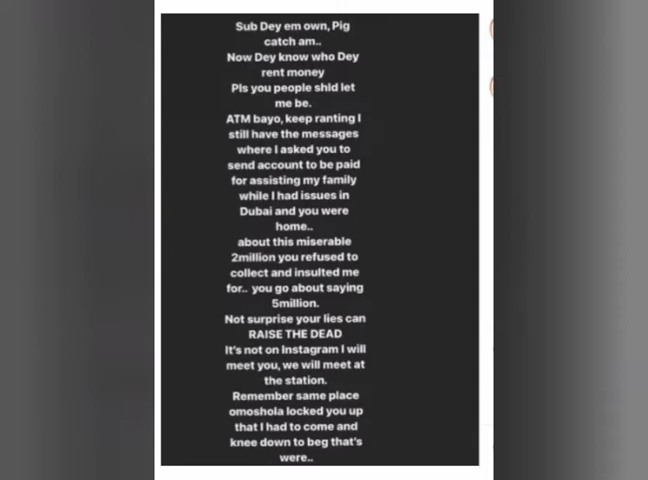 Sub Dey em own, Pig
catch am..
Now Dey know who Dey
rent money
Pls you people shld let
me be.
ATM bayo, keep ranting I
still have the messages
where I asked you to
send account to be paid
for assisting my family
while I had issues in
Dubai and you were
home..
about this miserable
2million you refused to
collect and insulted me
for.. you go about saying
5million.
Not surprise your lies can
RAISE THE DEAD
It's not on Instagram I will
meet you, we will meet at
the station.
Remember same place
omoshola locked you up
that I had to come and
knee down to beg that's
were..